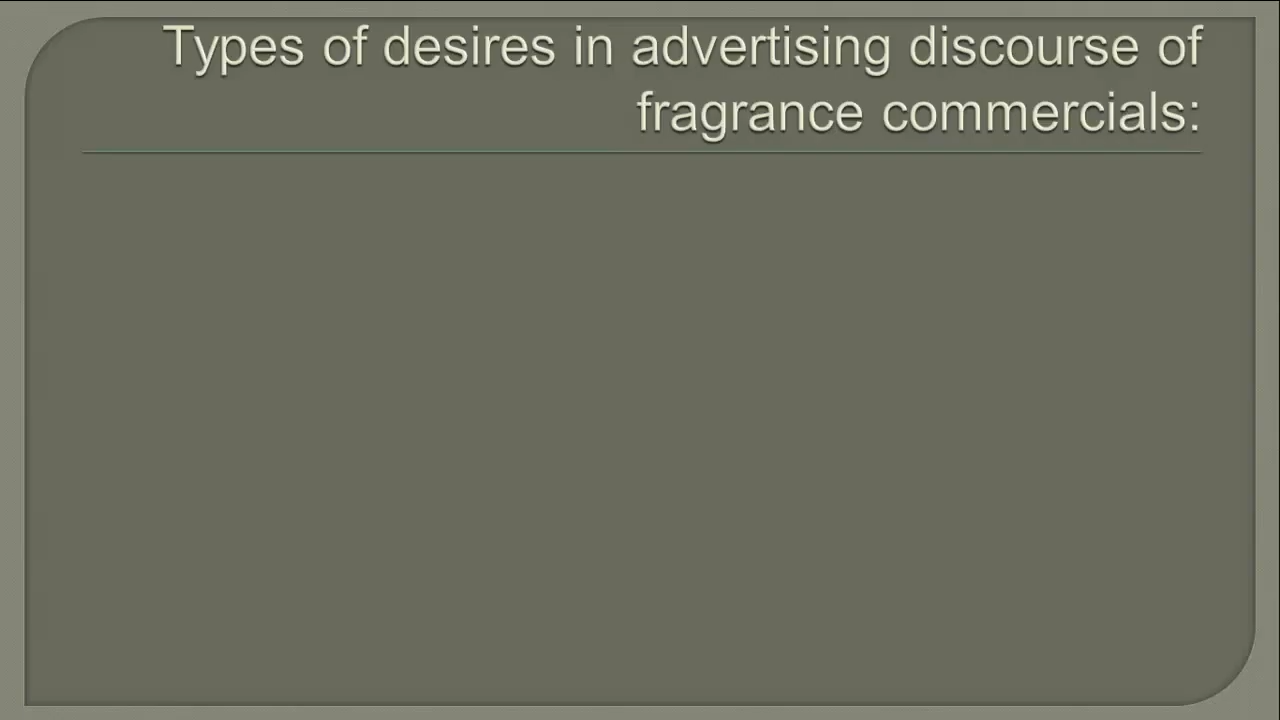 Types of desires in advertising discourse of
fragrance commercials: